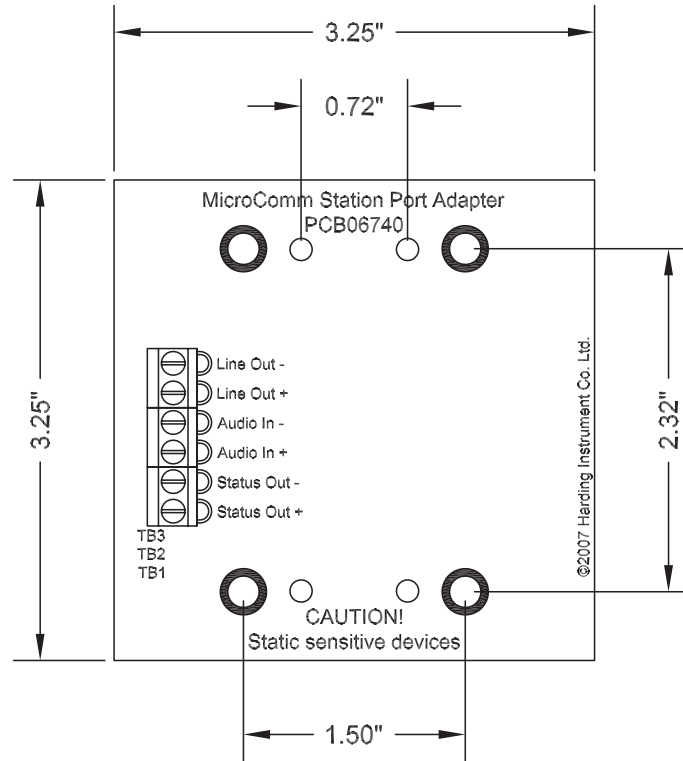 3.25"
0.72"
MicroComm Station Port Adapter
PCB06740
Line Out -
Line Out +
Audio In -
Audio In +
Status Out -
Status Out +
TB3
TB2
TB1
3.25"
2.32"
©2007 Harding Instrument Co. Ltd.
CAUTION!
Static sensitive devices
1.50"